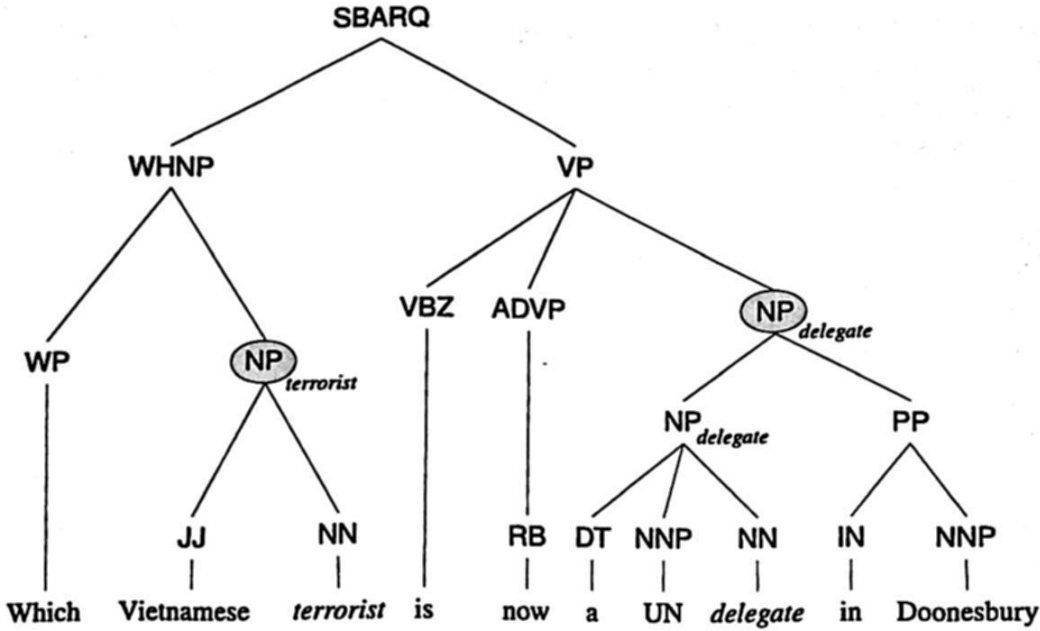 SBARQ
WHNP VP
VBZ ADVP NP delegate
WP NP terrorist
NP delegate PP
JJ NN RB DT NNP NN IN NNP
Which Vietnamese terrorist is now a UN delegate in Doonesbury